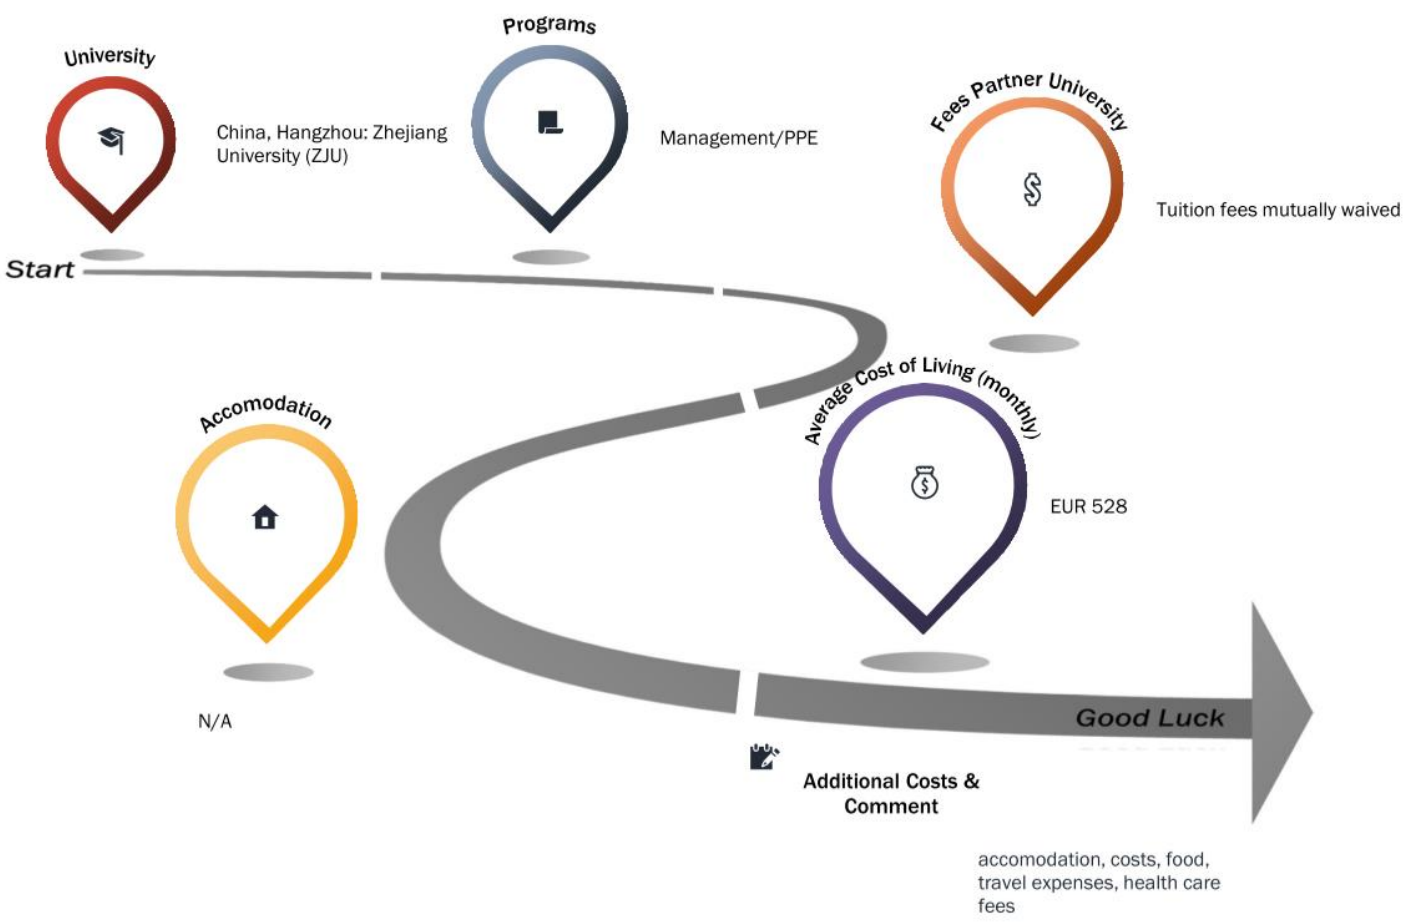 University
China, Hangzhou: Zhejiang
University (ZJU)
Programs
Management/PPE
Fees Partner University
Tuition fees mutually waived
Start
Average Cost of Living (monthly)
EUR 528
Accomodation
N/A
Good Luck
Additional Costs &
Comment
accomodation, costs, food,
travel expenses, health care
fees